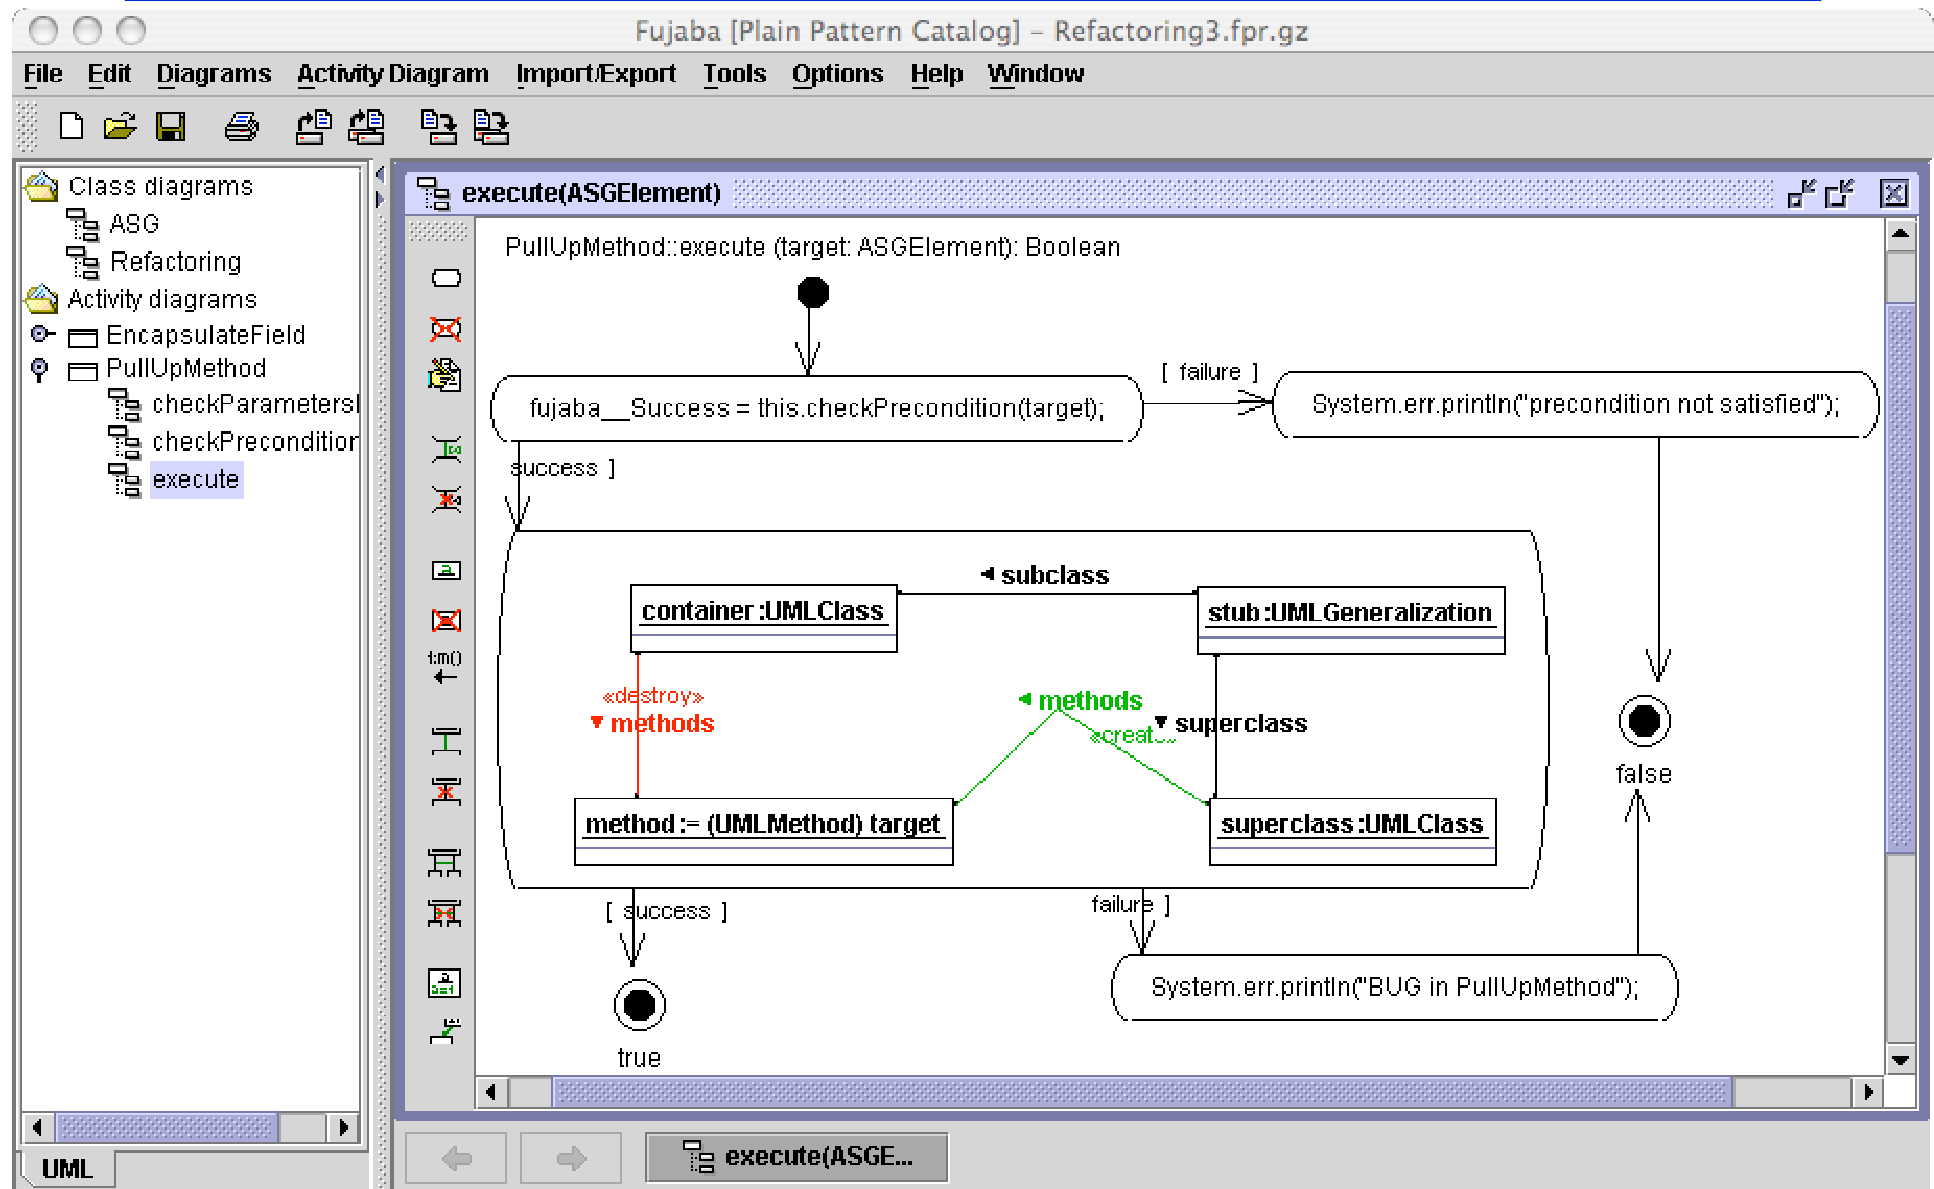 Fujaba [Plain Pattern Catalog] – Refactoring3.fpr.gz
File Edit Diagrams Activity Diagram Import/Export Tools Options Help Window
Class diagrams
ASG
Refactoring
Activity diagrams
EncapsulateField
PullUpMethod
checkParameters
checkPrecondition
execute
UML
execute(ASGElement)
PullUpMethod::execute (target: ASGElement): Boolean
fujaba__Success = this.checkPrecondition(target);
[ failure ]
System.err.println("precondition not satisfied");
success ]
◄ subclass
container :UMLClass
stub :UMLGeneralization
«destroy»
▼ methods
◄ methods
«create»
▼ superclass
method := (UMLMethod) target
superclass :UMLClass
false
[ success ]
failure ]
System.err.println("BUG in PullUpMethod");
true
f:m()
execute(ASGE...